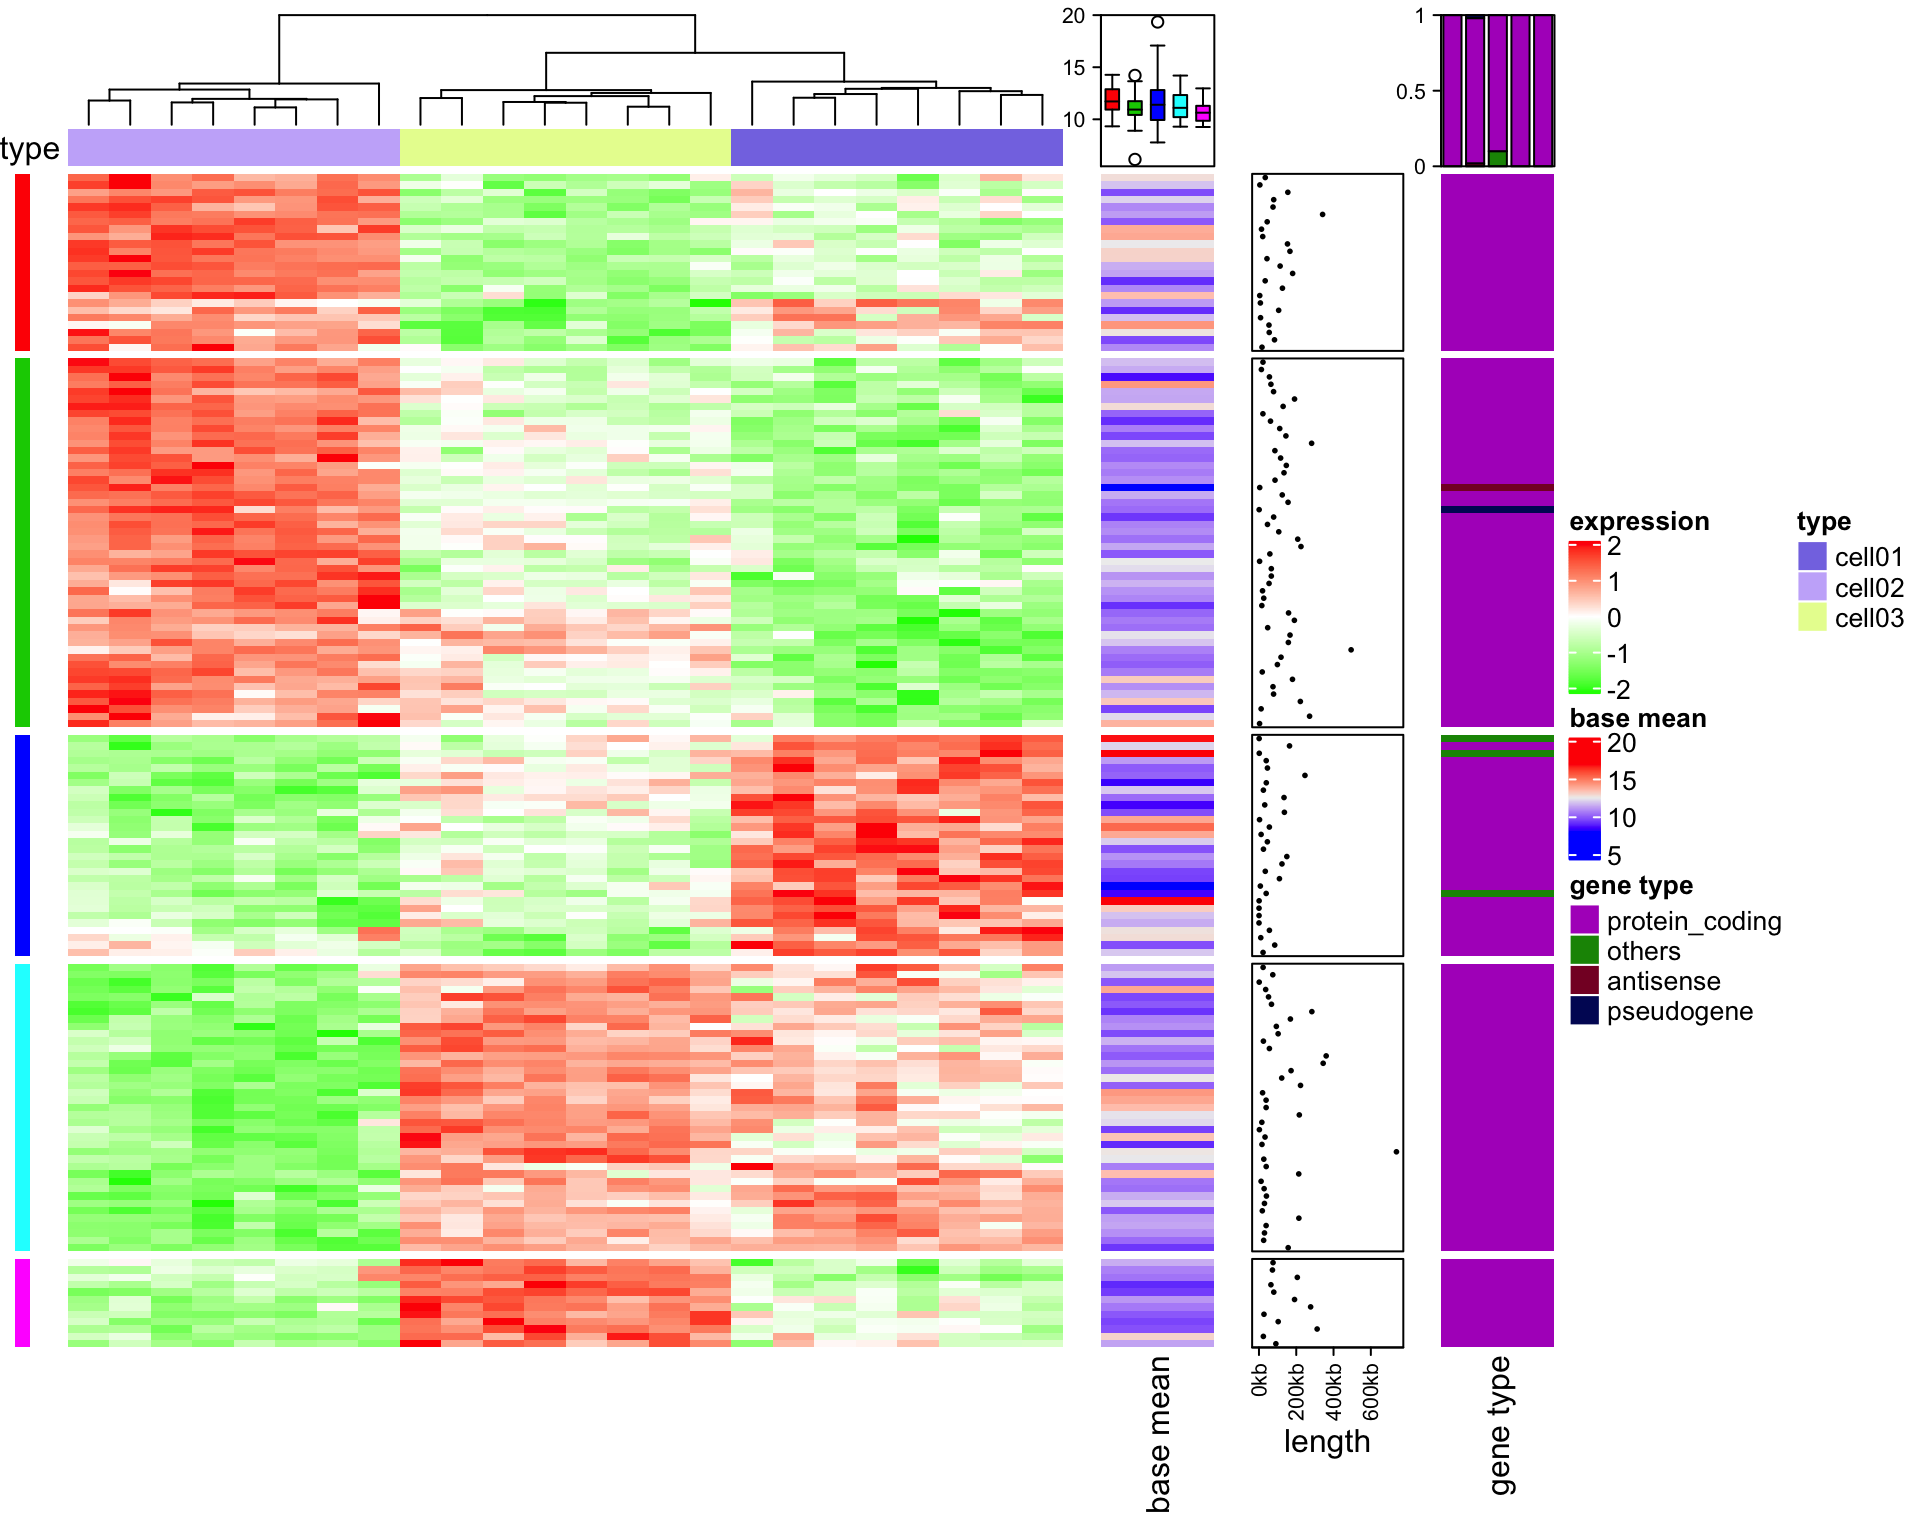 20
15
10
1
0.5
0
type
expression
2
1
0
-1
-2
base mean
20
15
10
5
gene type
protein_coding
others
antisense
pseudogene
type
cell01
cell02
cell03
base mean
0kb
200kb
400kb
600kb
length
gene type